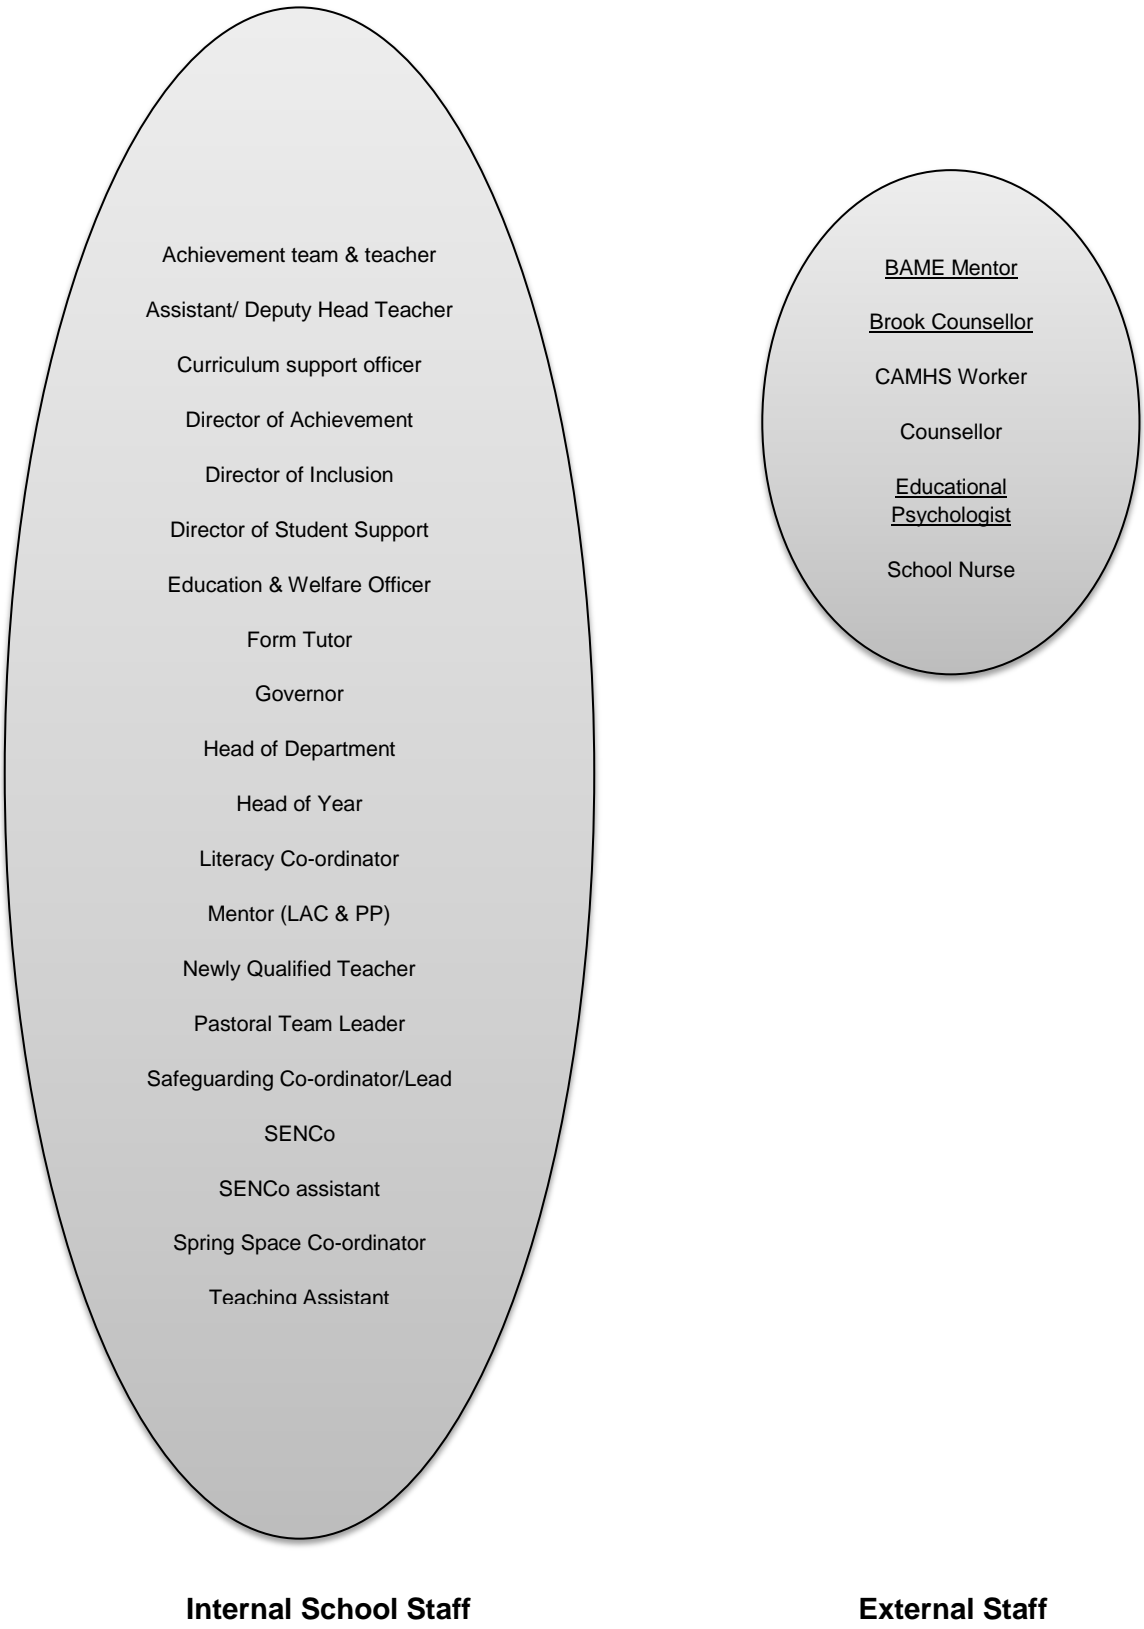 Achievement team & teacher
Assistant/ Deputy Head Teacher
Curriculum support officer
Director of Achievement
Director of Inclusion
Director of Student Support
Education & Welfare Officer
Form Tutor
Governor
Head of Department
Head of Year
Literacy Co-ordinator
Mentor (LAC & PP)
Newly Qualified Teacher
Pastoral Team Leader
Safeguarding Co-ordinator/Lead
SENCo
SENCo assistant
Spring Space Co-ordinator
Teaching Assistant
Internal School Staff
BAME Mentor
Brook Counsellor
CAMHS Worker
Counsellor
Educational
Psychologist
School Nurse
External Staff